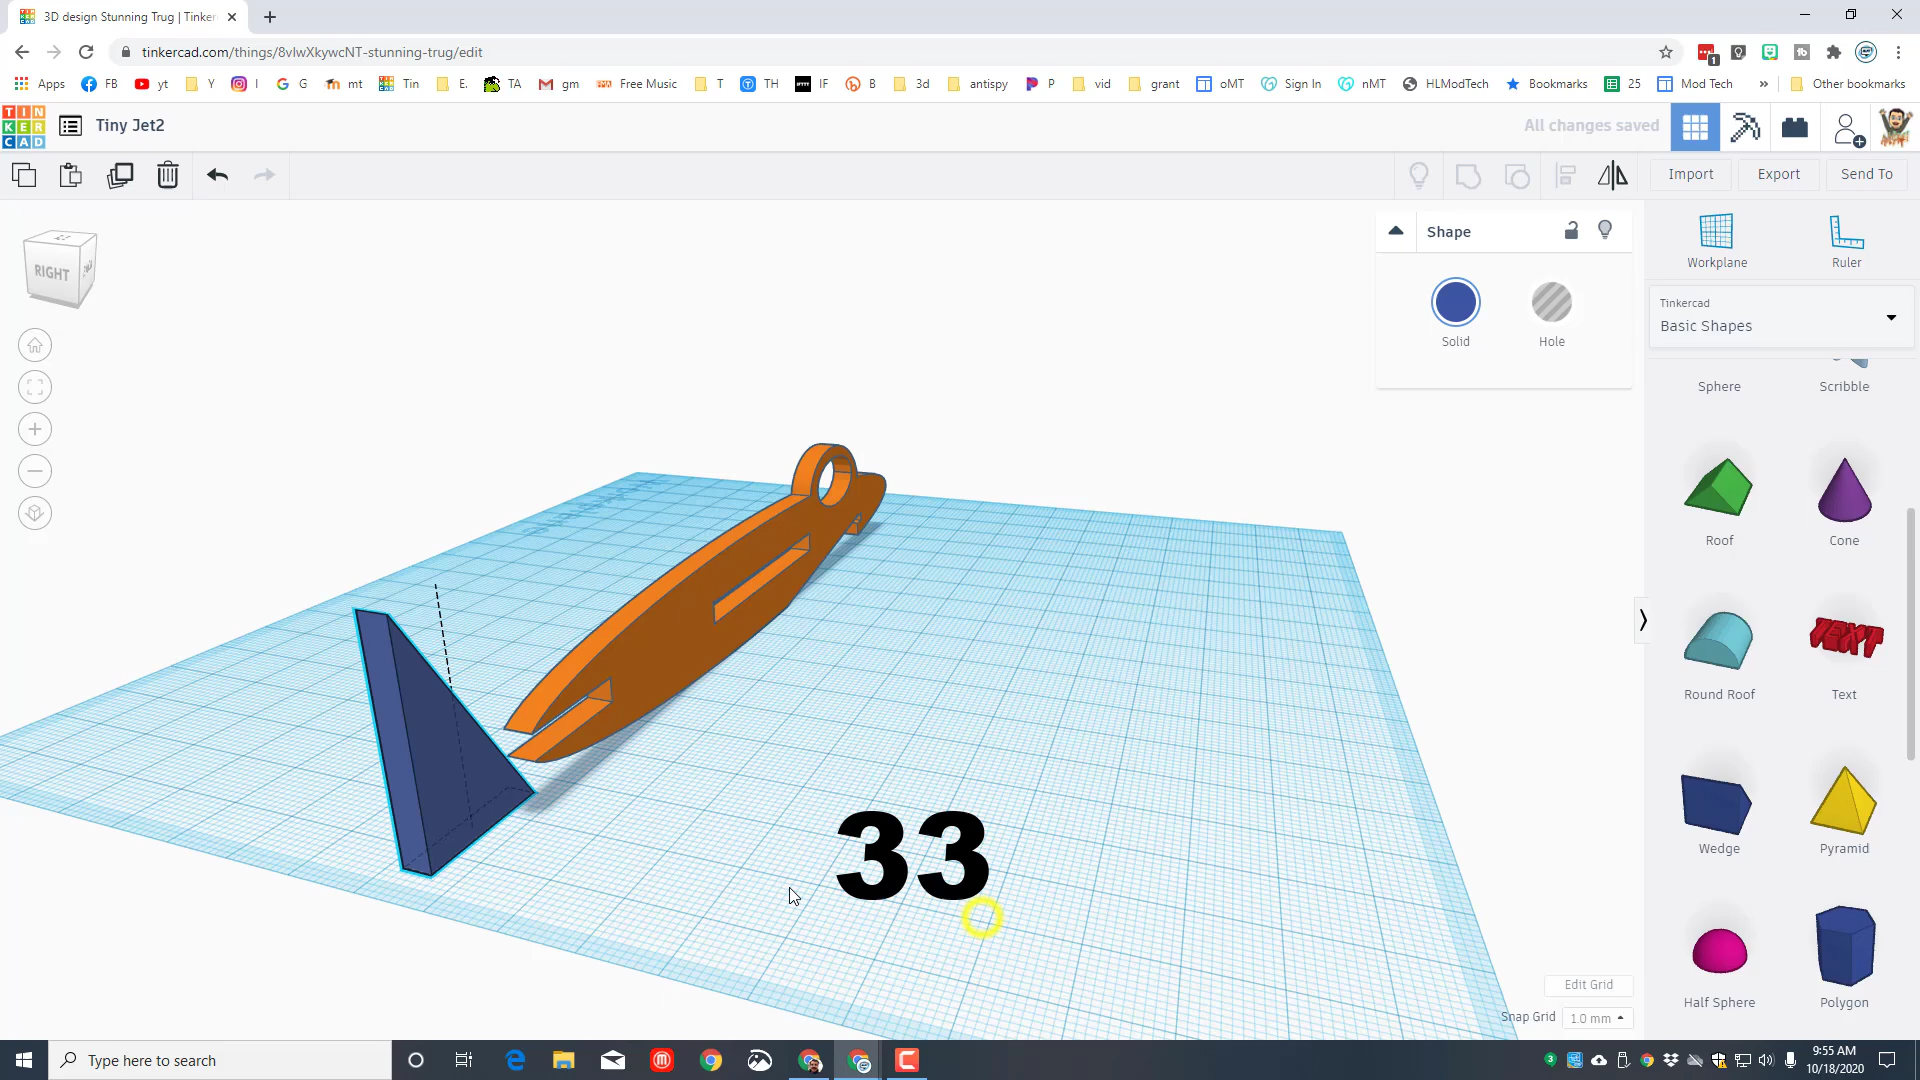 3D design Stunning Trug | Tinker
tinkercad.com/things/8vlwXkywcNT-stunning-trug/edit
Apps FB yt Y I G mt Tin E. TA gm Free Music T TH IF B 3d antispy P vid grant oMT Sign In nMT HLModTech Bookmarks 25 Mod Tech » Other bookmarks
TIN
KER
CAD
Tiny Jet2
All changes saved
Import Export Send To
RIGHT
Shape
Solid Hole
Workplane Ruler
Tinkercad
Basic Shapes
Sphere Scribble
Roof Cone
TEXT
Round Roof Text
Wedge Pyramid
Half Sphere Polygon
33
Edit Grid
Snap Grid 1.0 mm
Type here to search
9:55 AM
10/18/2020